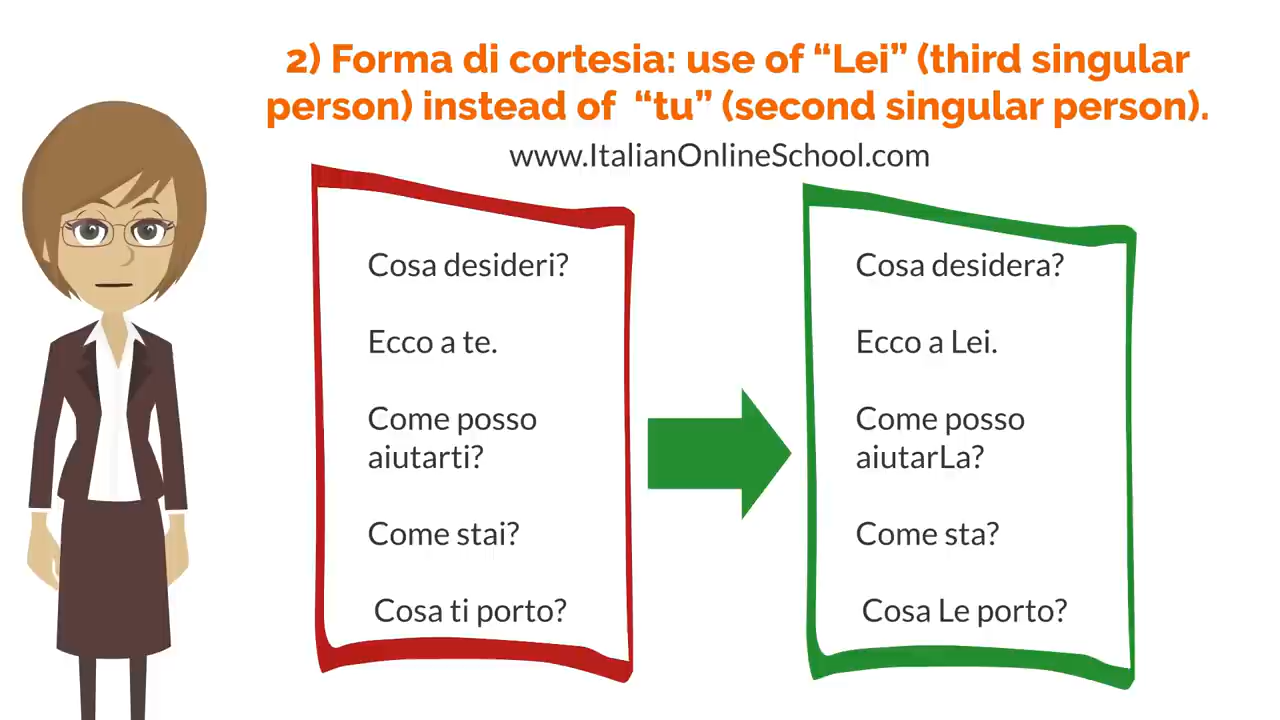 2) Forma di cortesia: use of “Lei” (third singular
person) instead of “tu” (second singular person).
www.ItalianOnlineSchool.com
Cosa desideri?
Ecco a te.
Come posso
aiutarti?
Come stai?
Cosa ti porto?
Cosa desidera?
Ecco a Lei.
Come posso
aiutarLa?
Come sta?
Cosa Le porto?